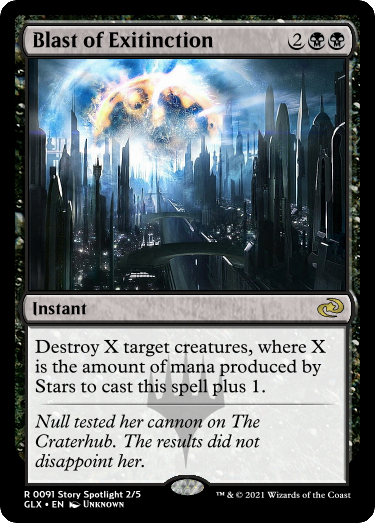 Blast of Exitinction 2
Instant
Destroy X target creatures, where X
is the amount of mana produced by
Stars to cast this spell plus 1.
Null tested her cannon on The
Craterhub. The results did not
disappoint her.
R 0091 Story Spotlight 2/5
GLX • EN Unknown
™ & © 2021 Wizards of the Coast